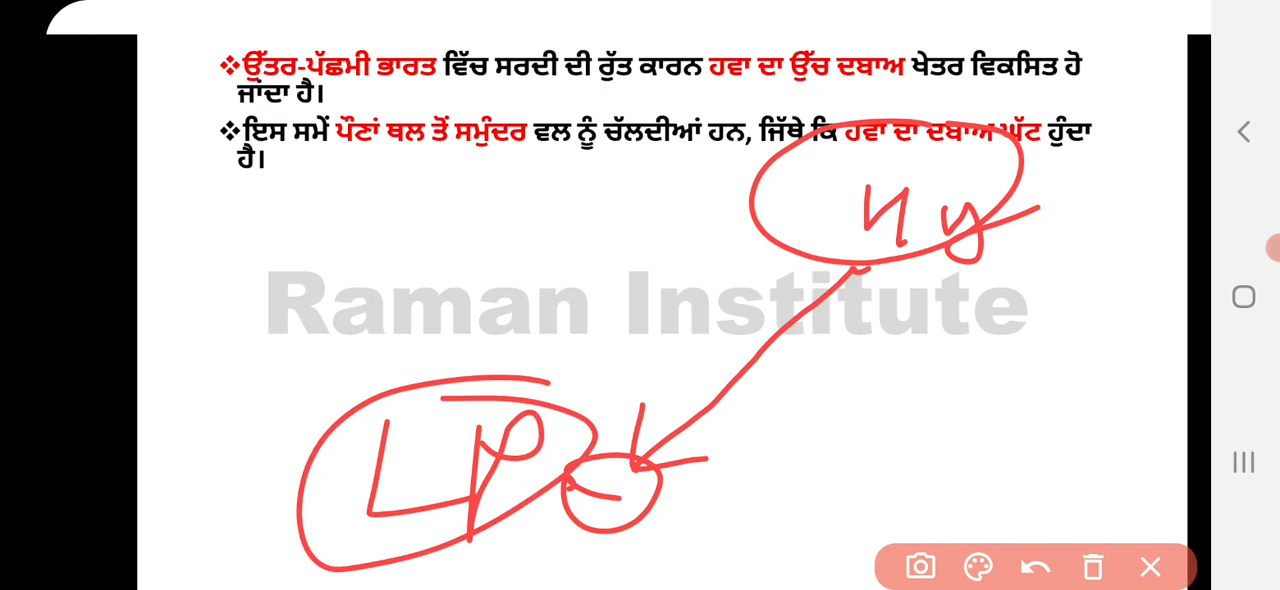 ❖ਉੱਤਰ-ਪੱਛਮੀ ਭਾਰਤ ਵਿੱਚ ਸਰਦੀ ਦੀ ਰੁੱਤ ਕਾਰਨ ਹਵਾ ਦਾ ਉੱਚ ਦਬਾਅ ਖੇਤਰ ਵਿਕਸਿਤ ਹੋ
ਜਾਂਦਾ ਹੈ।
❖ਇਸ ਸਮੇਂ ਪੌਣਾਂ ਥਲ ਤੋਂ ਸਮੁੰਦਰ ਵਲ ਨੂੰ ਚੱਲਦੀਆਂ ਹਨ, ਜਿੱਥੇ ਕਿ ਹਵਾ ਦਾ ਦਬਾਅ ਘੱਟ ਹੁੰਦਾ
ਹੈ।
Raman Institute
LP